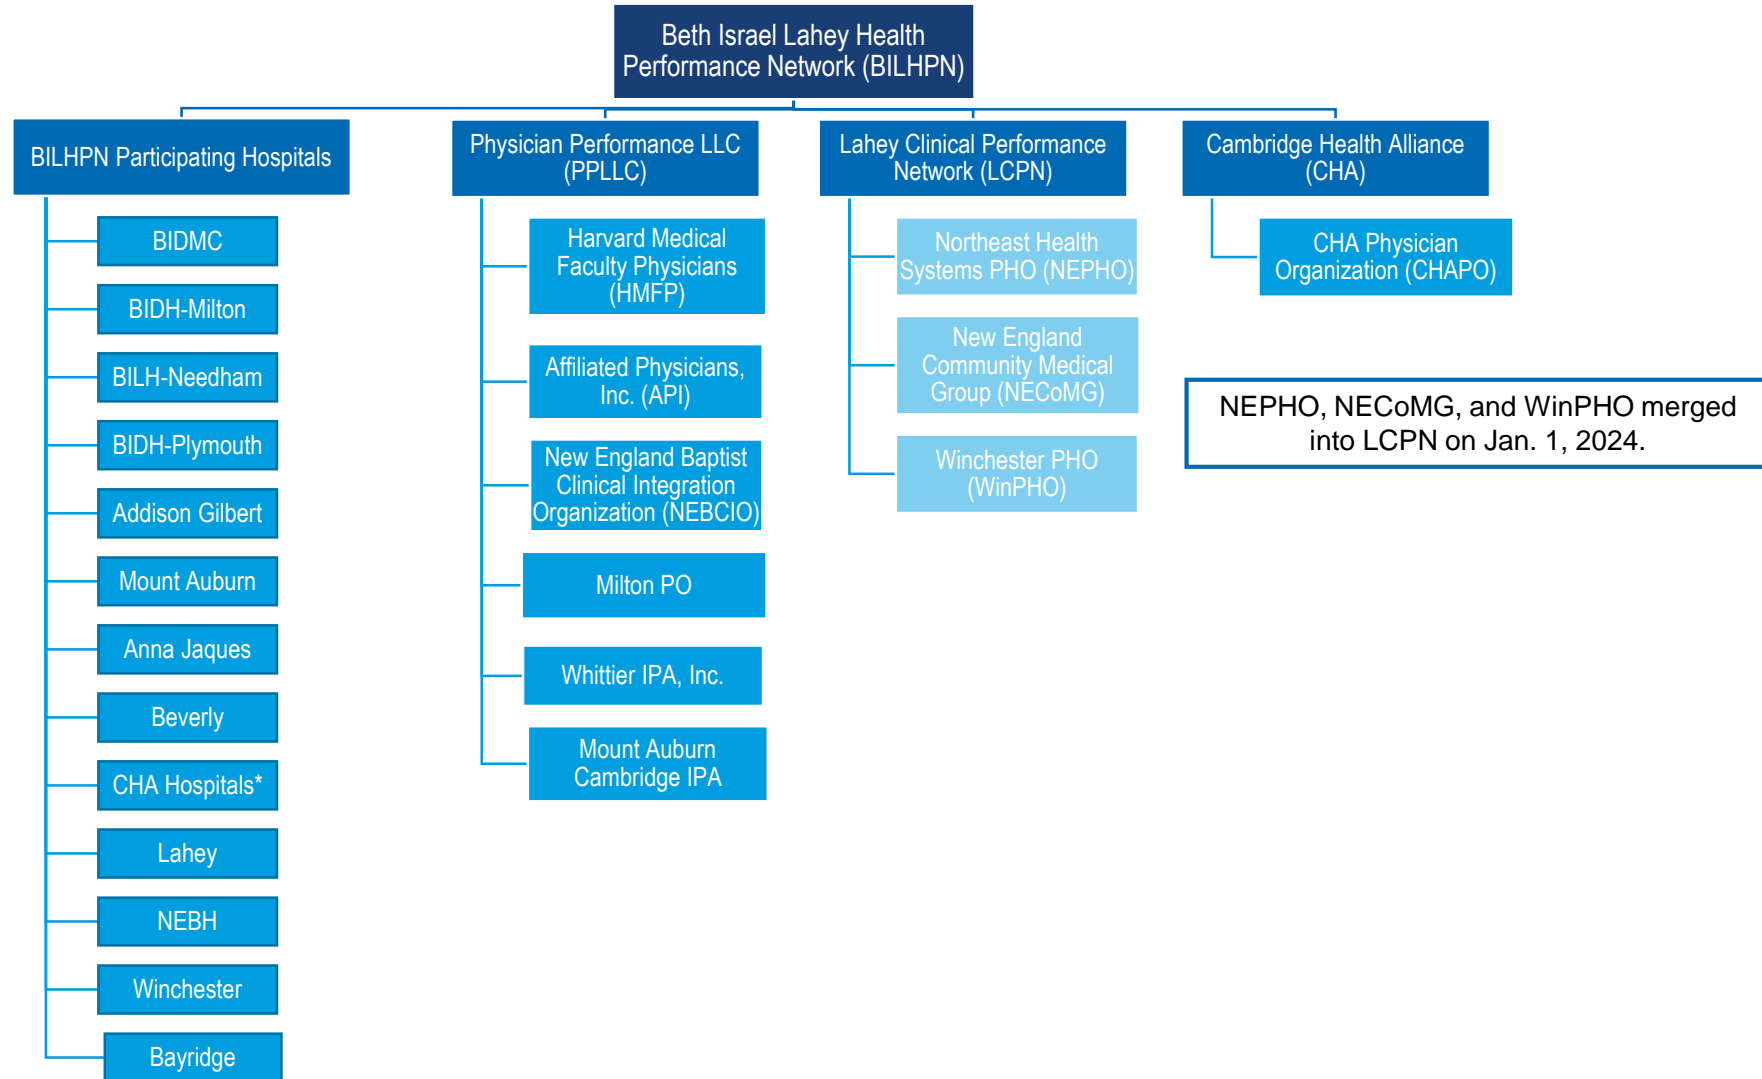 Beth Israel Lahey Health
Performance Network (BILHPN)
BILHPN Participating Hospitals
BIDMC
BIDH-Milton
BILH-Needham
BIDH-Plymouth
Addison Gilbert
Mount Auburn
Anna Jaques
Beverly
CHA Hospitals*
Lahey
NEBH
Winchester
Bayridge
Physician Performance LLC
(PPLLC)
Harvard Medical
Faculty Physicians
(HMFP)
Affiliated Physicians,
Inc. (API)
New England Baptist
Clinical Integration
Organization (NEBCIO)
Milton PO
Whittier IPA, Inc.
Mount Auburn
Cambridge IPA
Lahey Clinical Performance
Network (LCPN)
Northeast Health
Systems PHO (NEPHO)
New England
Community Medical
Group (NECoMG)
Winchester PHO
(WinPHO)
Cambridge Health Alliance
(CHA)
CHA Physician
Organization (CHAPO)
NEPHO, NECoMG, and WinPHO merged
into LCPN on Jan. 1, 2024.